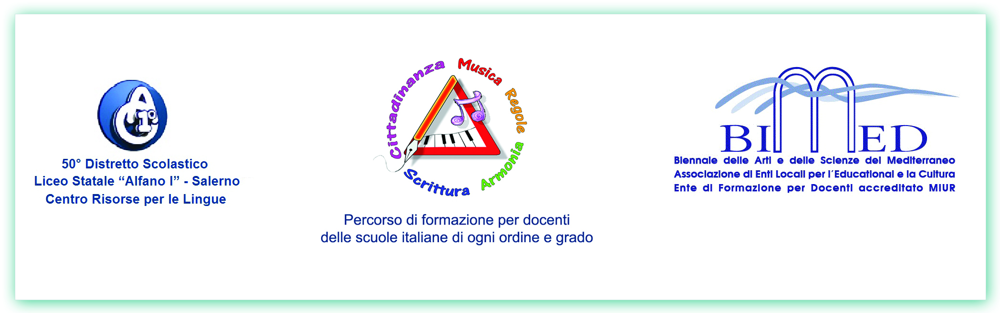 A 1°
50° Distretto Scolastico
Liceo Statale “Alfano I” - Salerno
Centro Risorse per le Lingue
Cittadinanza Musica Regole Armonia Scrittura
Percorso di formazione per docenti
delle scuole italiane di ogni ordine e grado
BIMED
Biennale delle Arti e delle Scienze del Mediterraneo
Associazione di Enti Locali per l´Educational e la Cultura
Ente di Formazione per Docenti accreditato MIUR